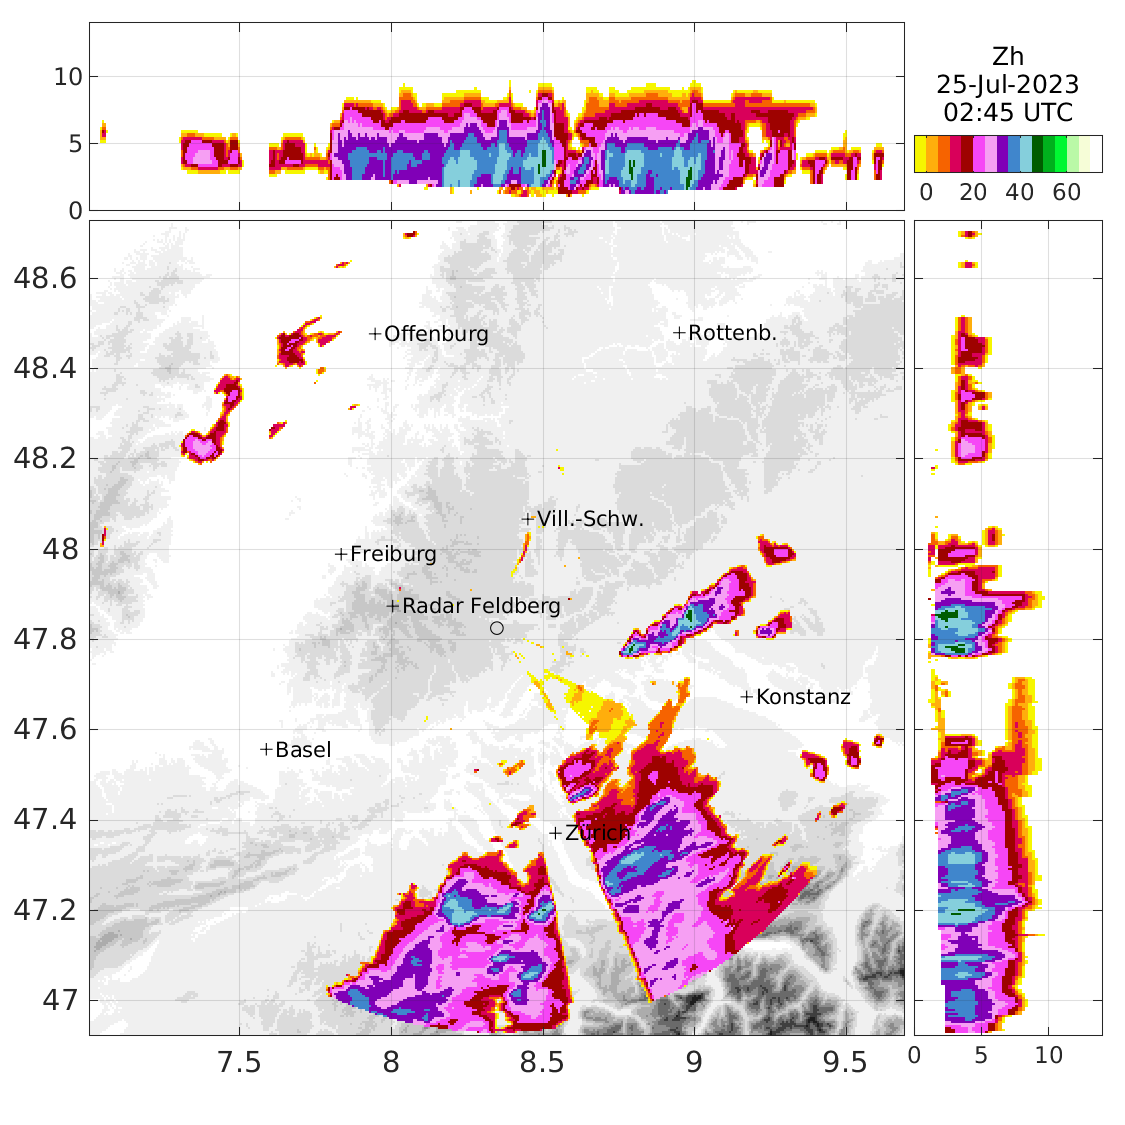 Zh
25-Jul-2023
02:45 UTC
0 20 40 60
10
5
0
48.6
48.4
48.2
48
47.8
47.6
47.4
47.2
47
Offenburg
Rottenb.
Vill.-Schw.
Freiburg
Radar Feldberg
Konstanz
Basel
Zürich
7.5 8 8.5 9 9.5
0 5 10